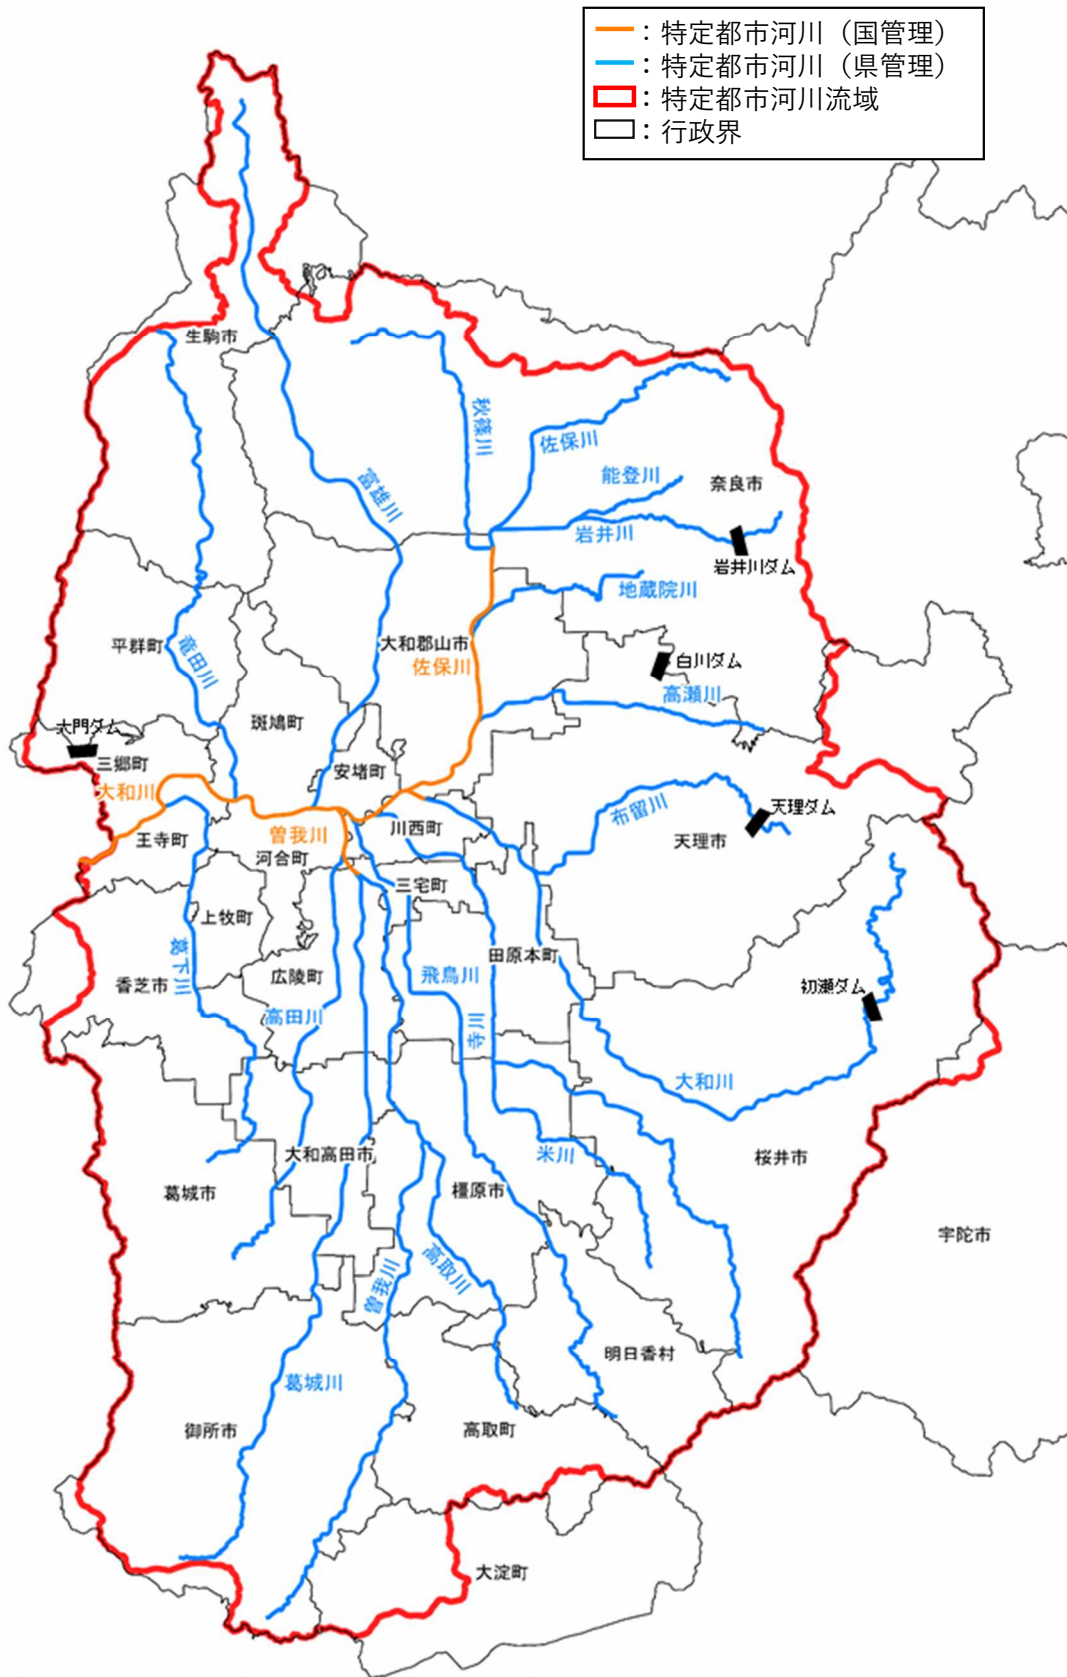 ：特定都市河川（国管理）
：特定都市河川（県管理）
：特定都市河川流域
：行政界
生駒市
秋篠川
佐保川
能登川
奈良市
富雄川
岩井川
岩井川ダム
地蔵院川
平群町
竜田川
大和郡山市
佐保川
白川ダム
高瀬川
斑鳩町
大門ダム
三郷町
安堵町
大和川
布留川
天理ダム
王寺町
曽我川
川西町
天理市
河合町
三宅町
上牧町
葛下川
田原本町
香芝市
広陵町
飛鳥川
初瀬ダム
高田川
寺川
大和川
大和高田市
米川
桜井市
葛城市
橿原市
宇陀市
高取川
曽我川
明日香村
葛城川
御所市
高取町
大淀町